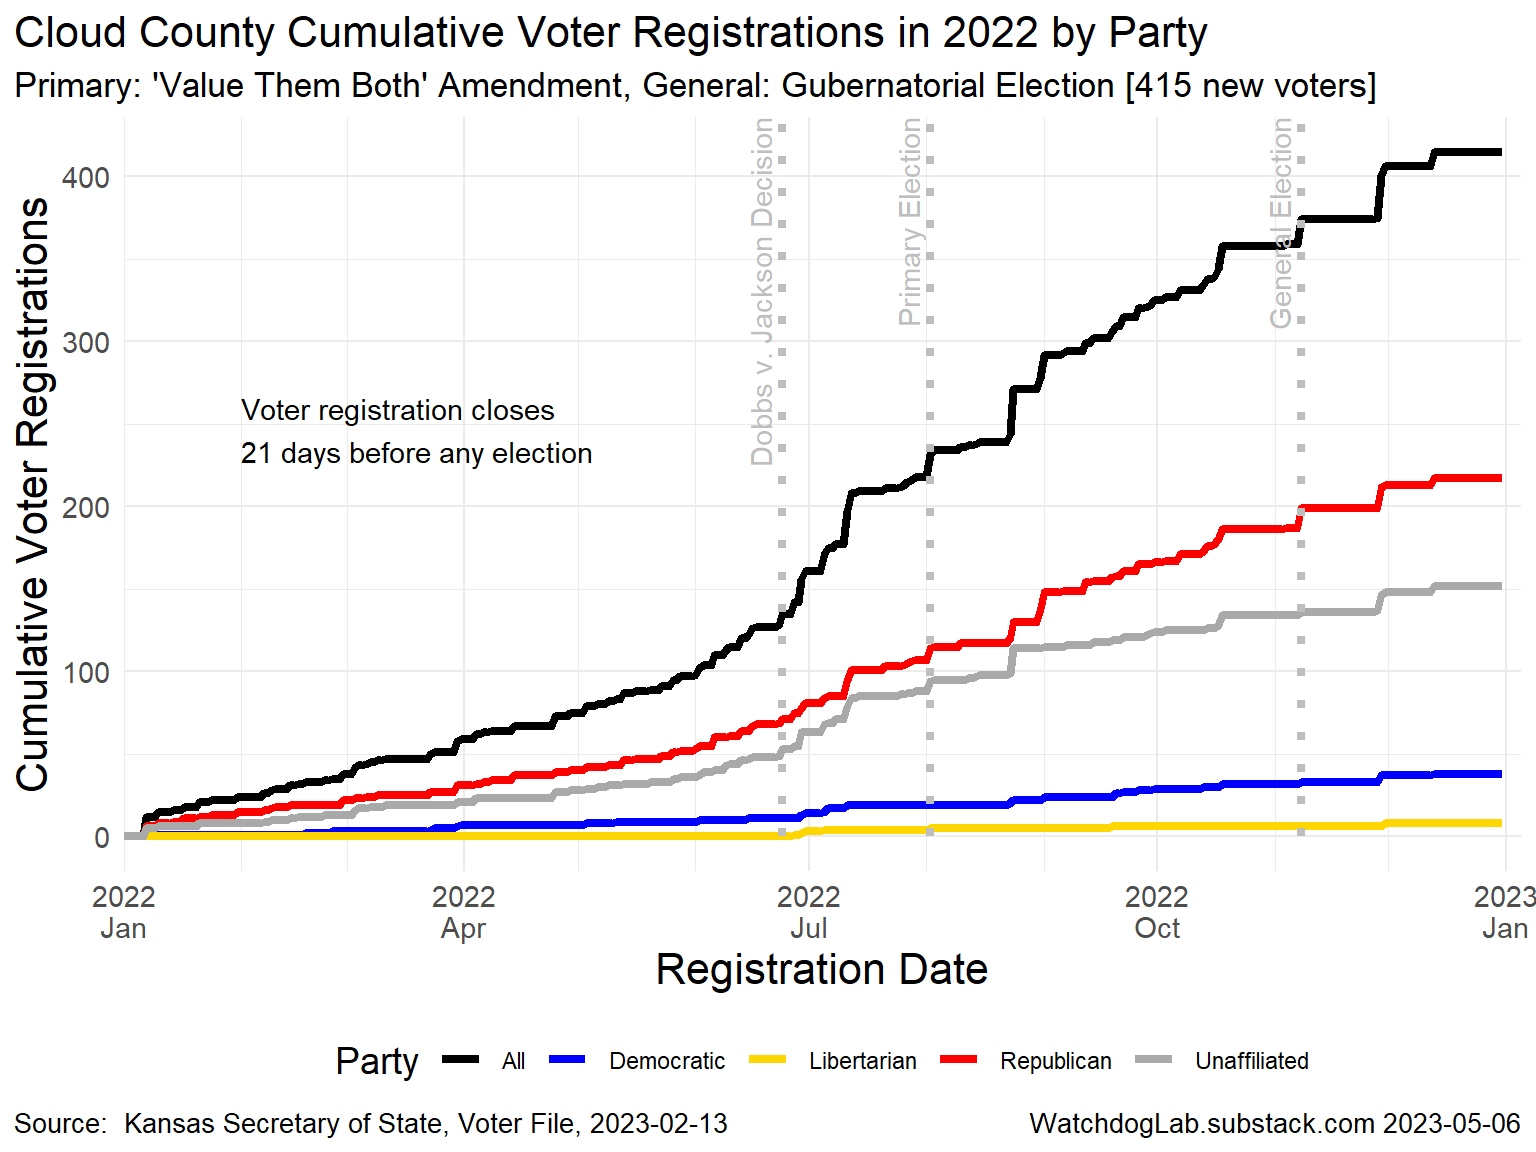 Cloud County Cumulative Voter Registrations in 2022 by Party
Primary: 'Value Them Both' Amendment, General: Gubernatorial Election [415 new voters]
Cumulative Voter Registrations
400
300
200
100
0
Dobbs v. Jackson Decision
Primary Election
General Election
Voter registration closes
21 days before any election
2022
Jan
2022
Apr
2022
Jul
2022
Oct
2023
Jan
Registration Date
Party All Democratic Libertarian Republican Unaffiliated
Source:  Kansas Secretary of State, Voter File, 2023-02-13
WatchdogLab.substack.com 2023-05-06